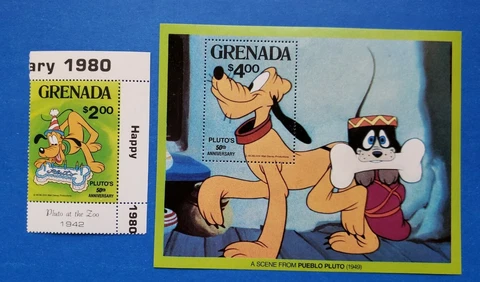 ary 1980
GRENADA
$2.00
PLUTO'S
50th
ANNIVERSARY
Pluto at the Zoo
1942
Happy
1980
GRENADA
$4.00
PLUTO'S
50th
ANNIVERSARY
A SCENE FROM PUEBLO PLUTO (1949)